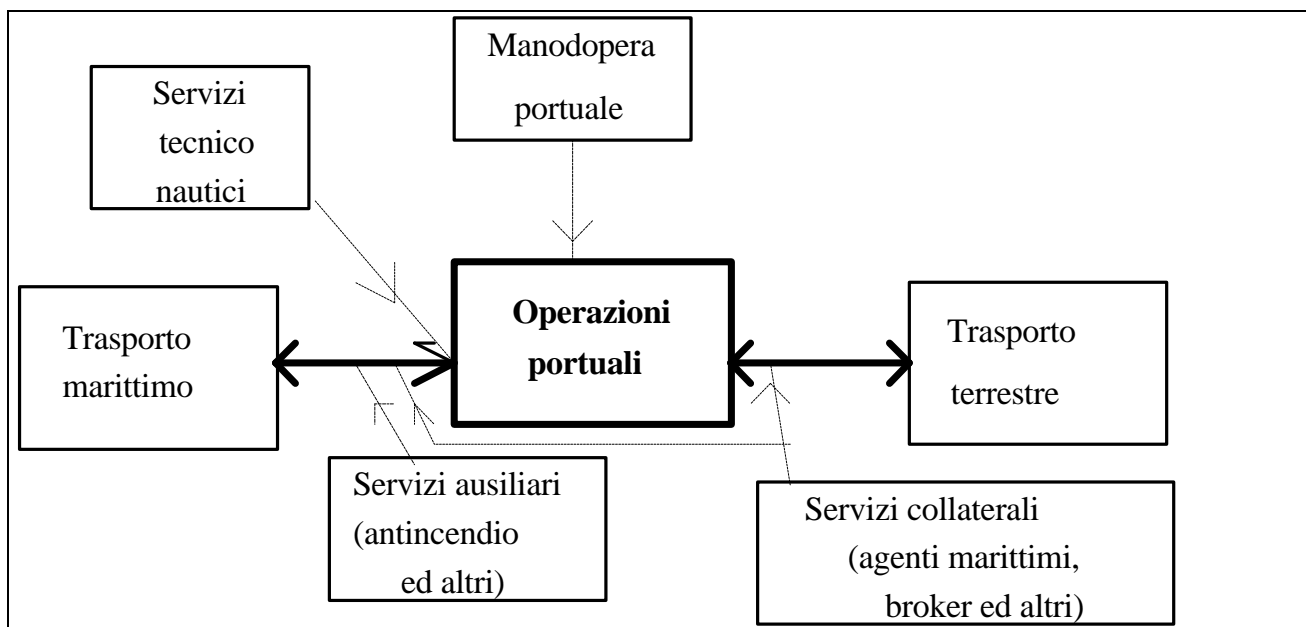 Manodopera
portuale
Servizi
tecnico
nautici
Operazioni
portuali
Trasporto
marittimo
Trasporto
terrestre
Servizi ausiliari
(antincendio
ed altri)
Servizi collaterali
(agenti marittimi,
broker ed altri)